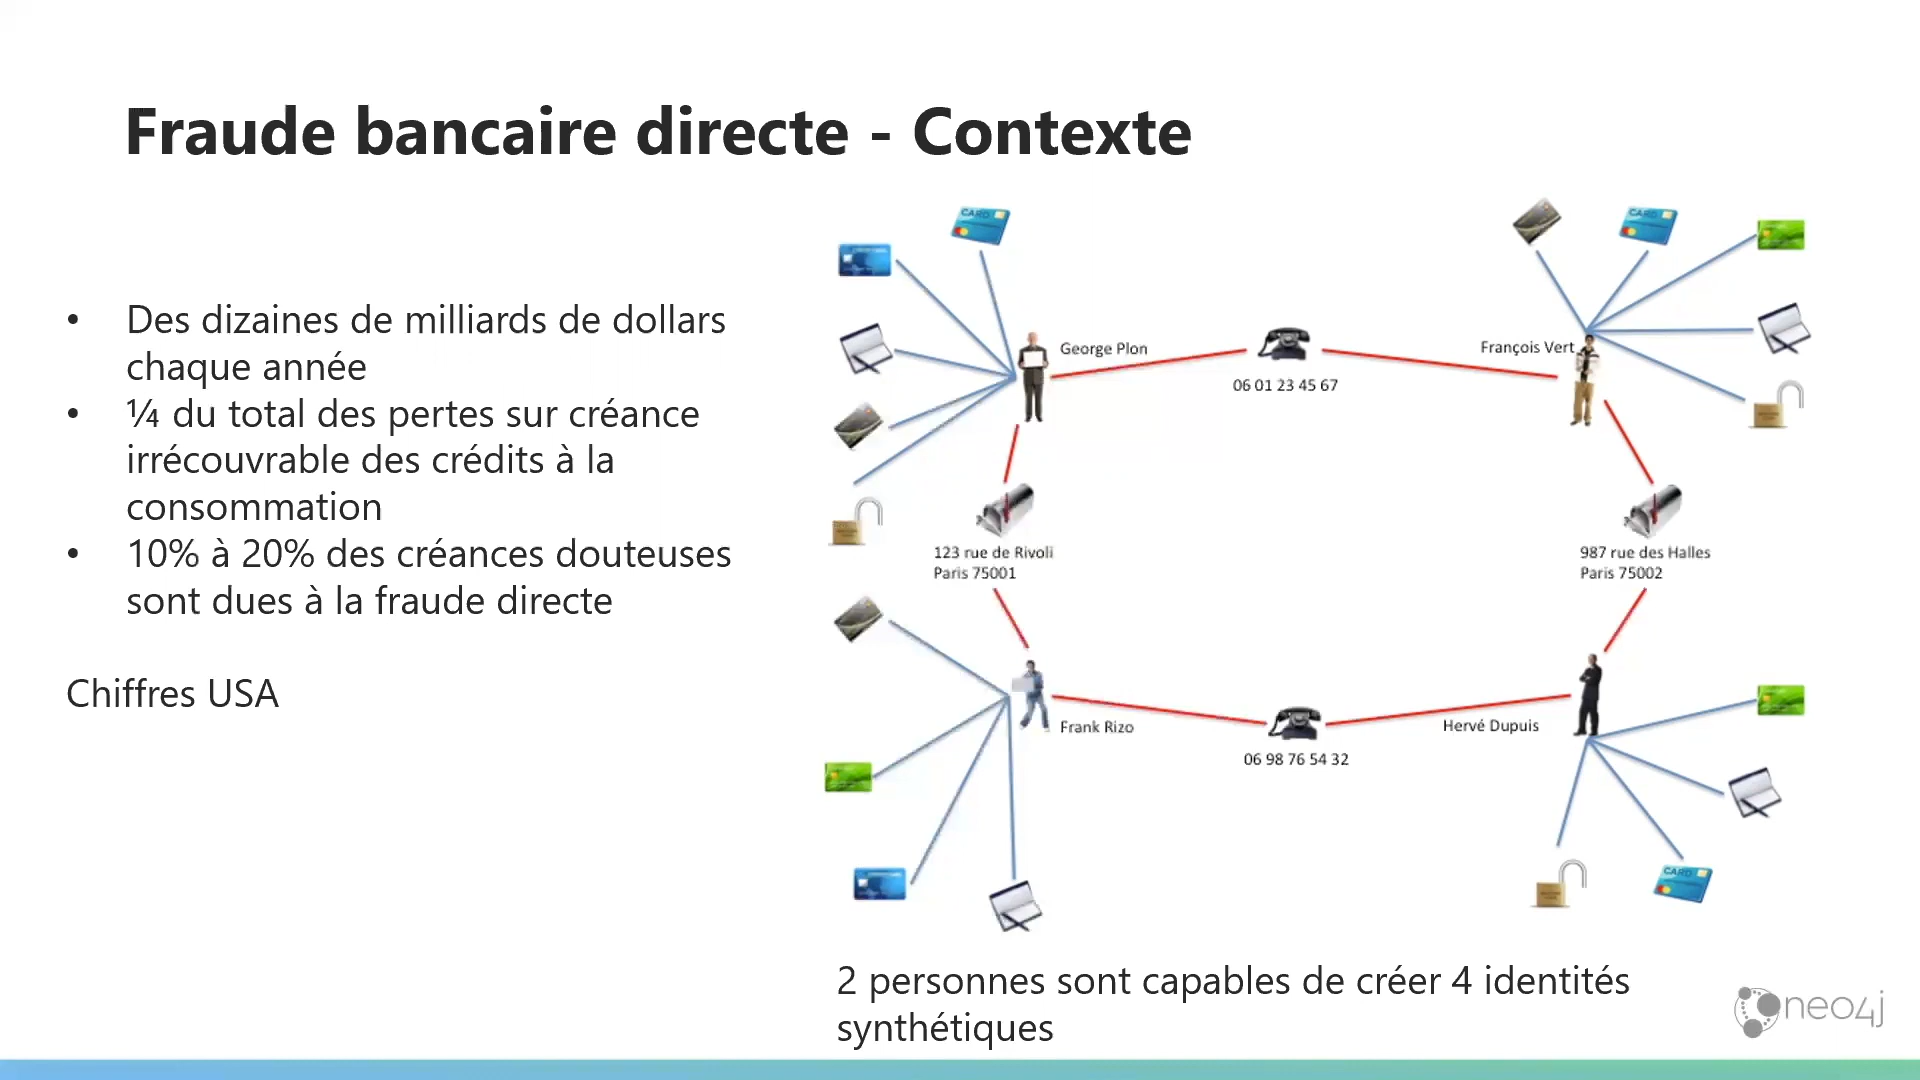 Fraude bancaire directe - Contexte
• Des dizaines de milliards de dollars
chaque année
• ¼ du total des pertes sur créance
irrécouvrable des crédits à la
consommation
• 10% à 20% des créances douteuses
sont dues à la fraude directe
Chiffres USA
CARD
CARD
George Plon
François Vert
06 01 23 45 67
123 rue de Rivoli
Paris 75001
987 rue des Halles
Paris 75002
Frank Rizo
Hervé Dupuis
06 98 76 54 32
CARD
2 personnes sont capables de créer 4 identités
synthétiques
neo4j